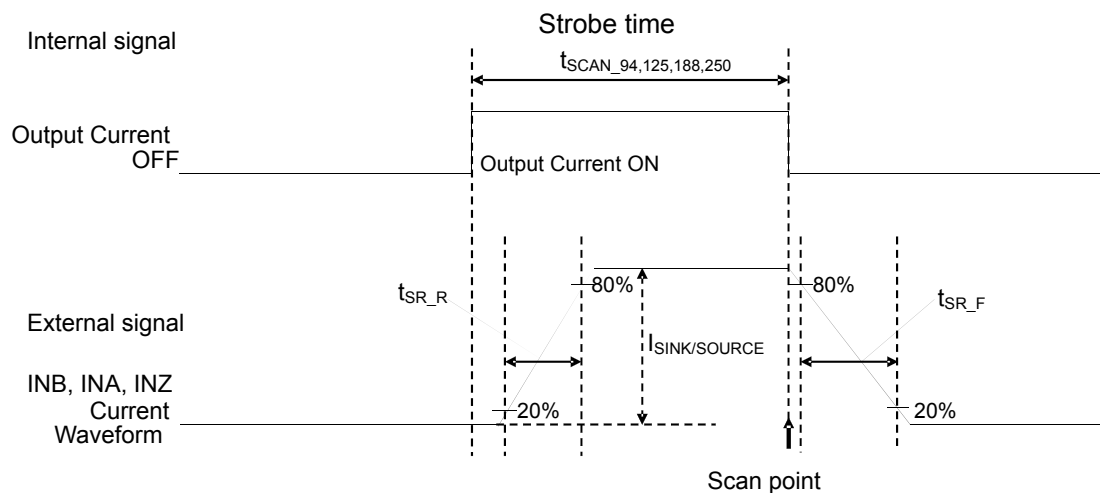 Strobe time
Internal signal
tSCAN_94,125,188,250
Output Current
OFF
Output Current ON
80%
80%
tSR_R
tSR_F
External signal
ISINK/SOURCE
INB, INA, INZ
Current
Waveform
20%
20%
Scan point